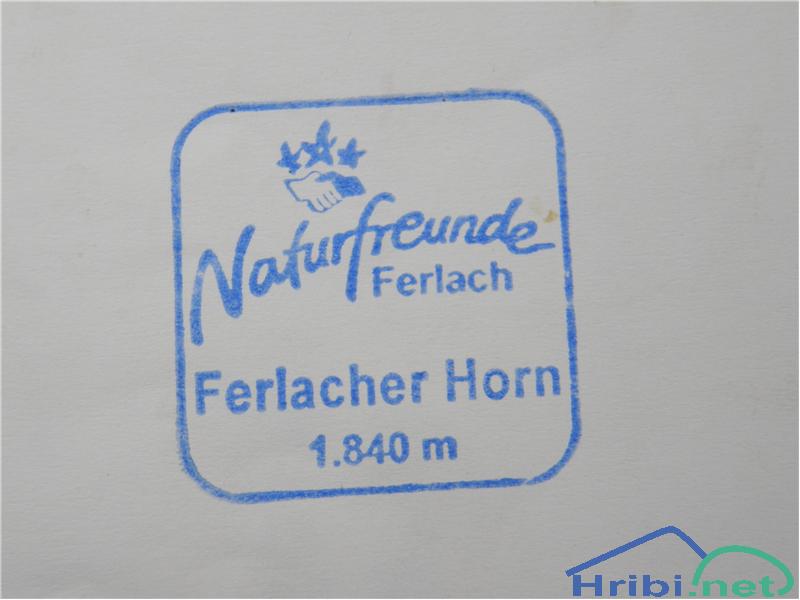 Naturfreunde
Ferlach
Ferlacher Horn
1.840 m
Hribi.net